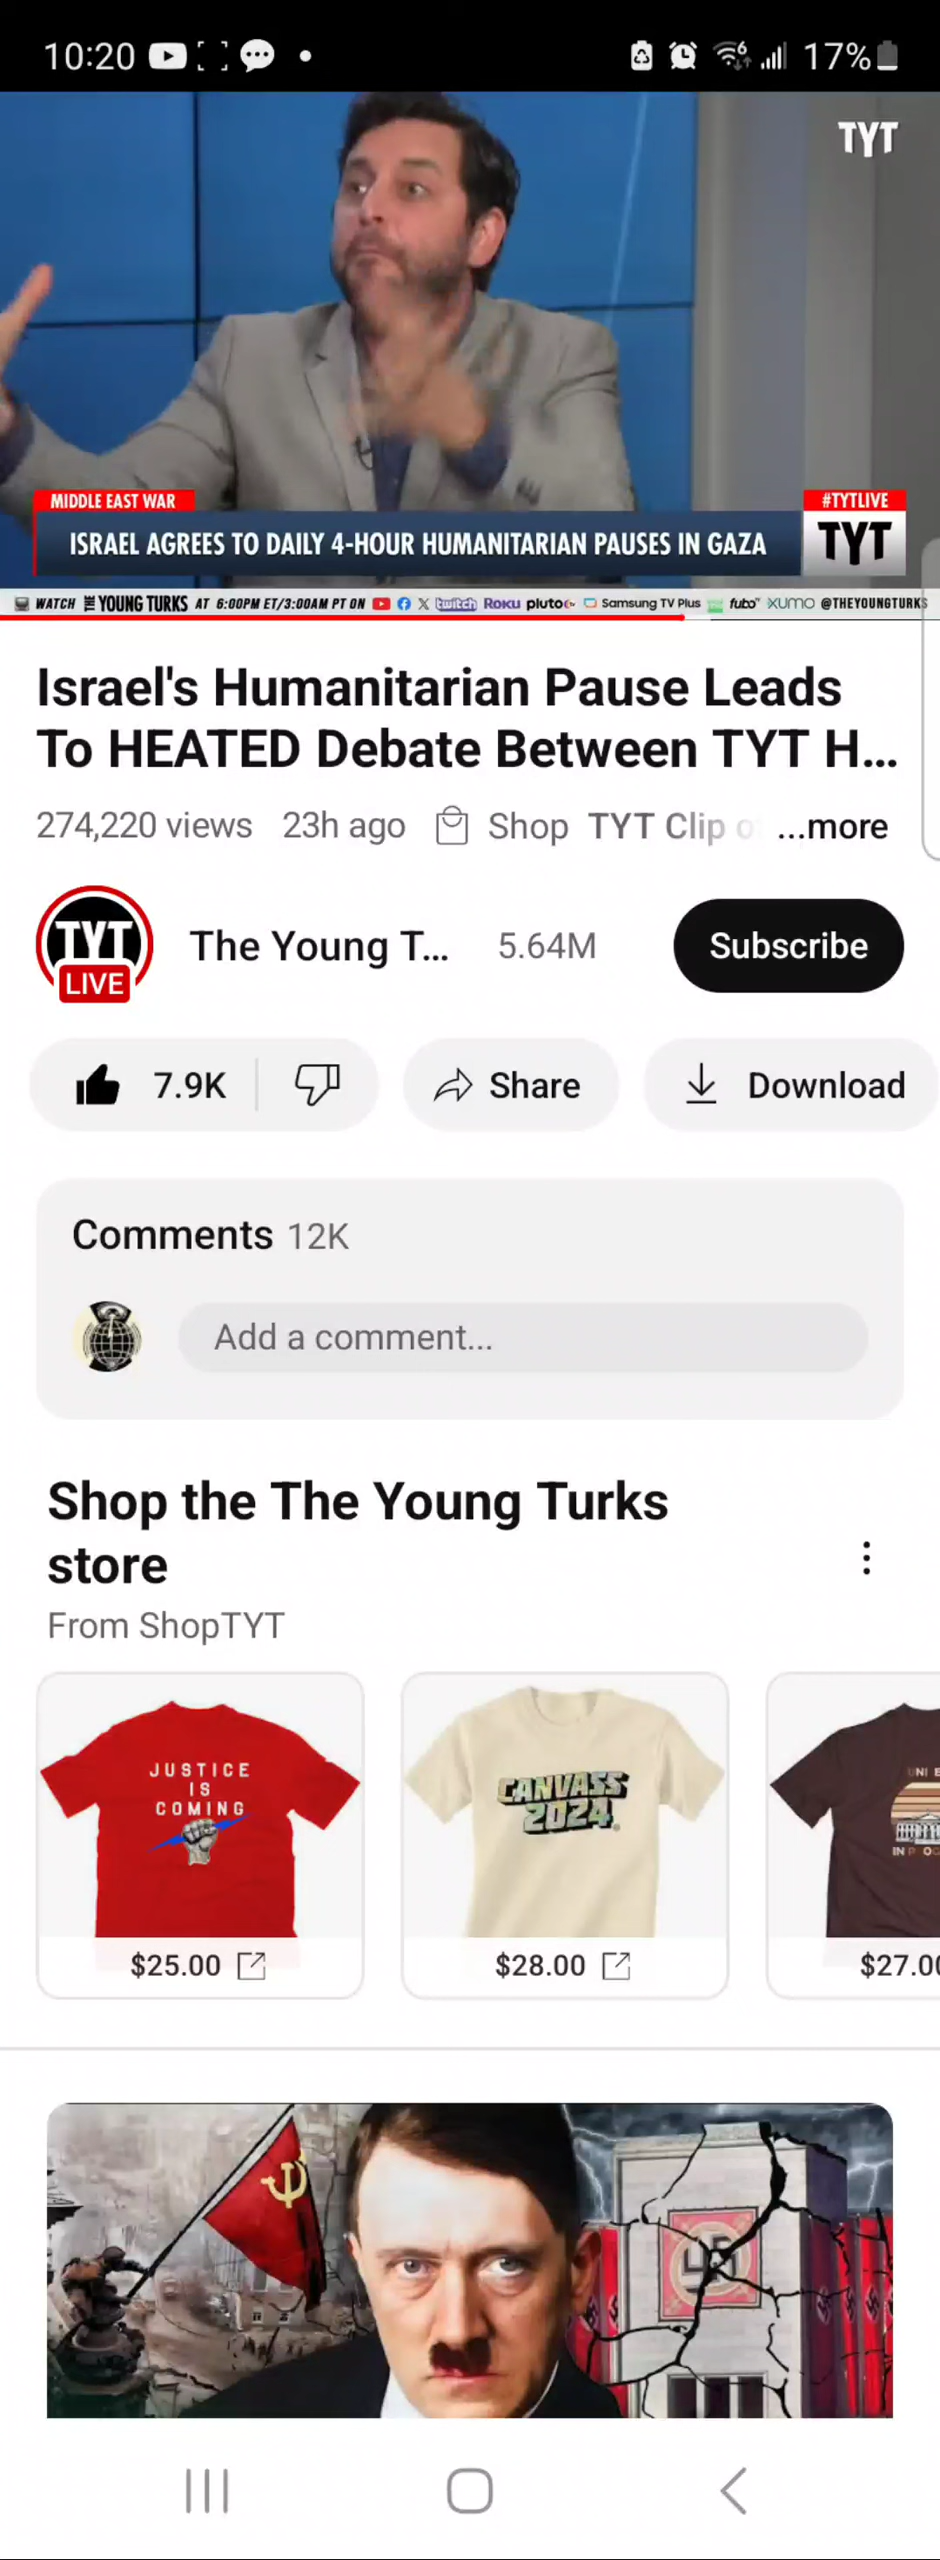 10:20
17%
TYT
MIDDLE EAST WAR
#TYTLIVE
ISRAEL AGREES TO DAILY 4-HOUR HUMANITARIAN PAUSES IN GAZA
TYT
WATCH THE YOUNG TURKS AT 6:00PM ET/3:00AM PT ON twitch ROKU pluto tv Samsung TV Plus fubo XUMO @THEYOUNGTURKS
Israel's Humanitarian Pause Leads
To HEATED Debate Between TYT H...
274,220 views 23h ago Shop TYT Clip o ...more
TYT
LIVE
The Young T... 5.64M Subscribe
7.9K Share Download
Comments 12K
Add a comment...
Shop the The Young Turks
store
From ShopTYT
JUSTICE
IS
COMING
CANVASS
2024
$25.00
$28.00
$27.00